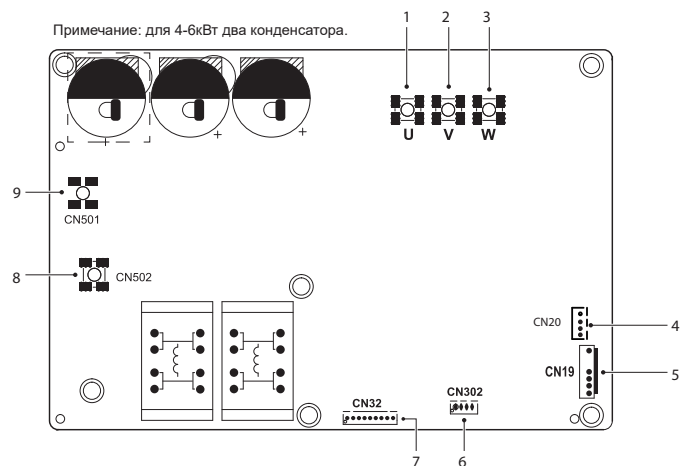 Примечание: для 4-6кВт два конденсатора.
1 2 3
U V W
9
CN501
8 CN502
CN20 4
CN19 5
CN32 CN302
7 6